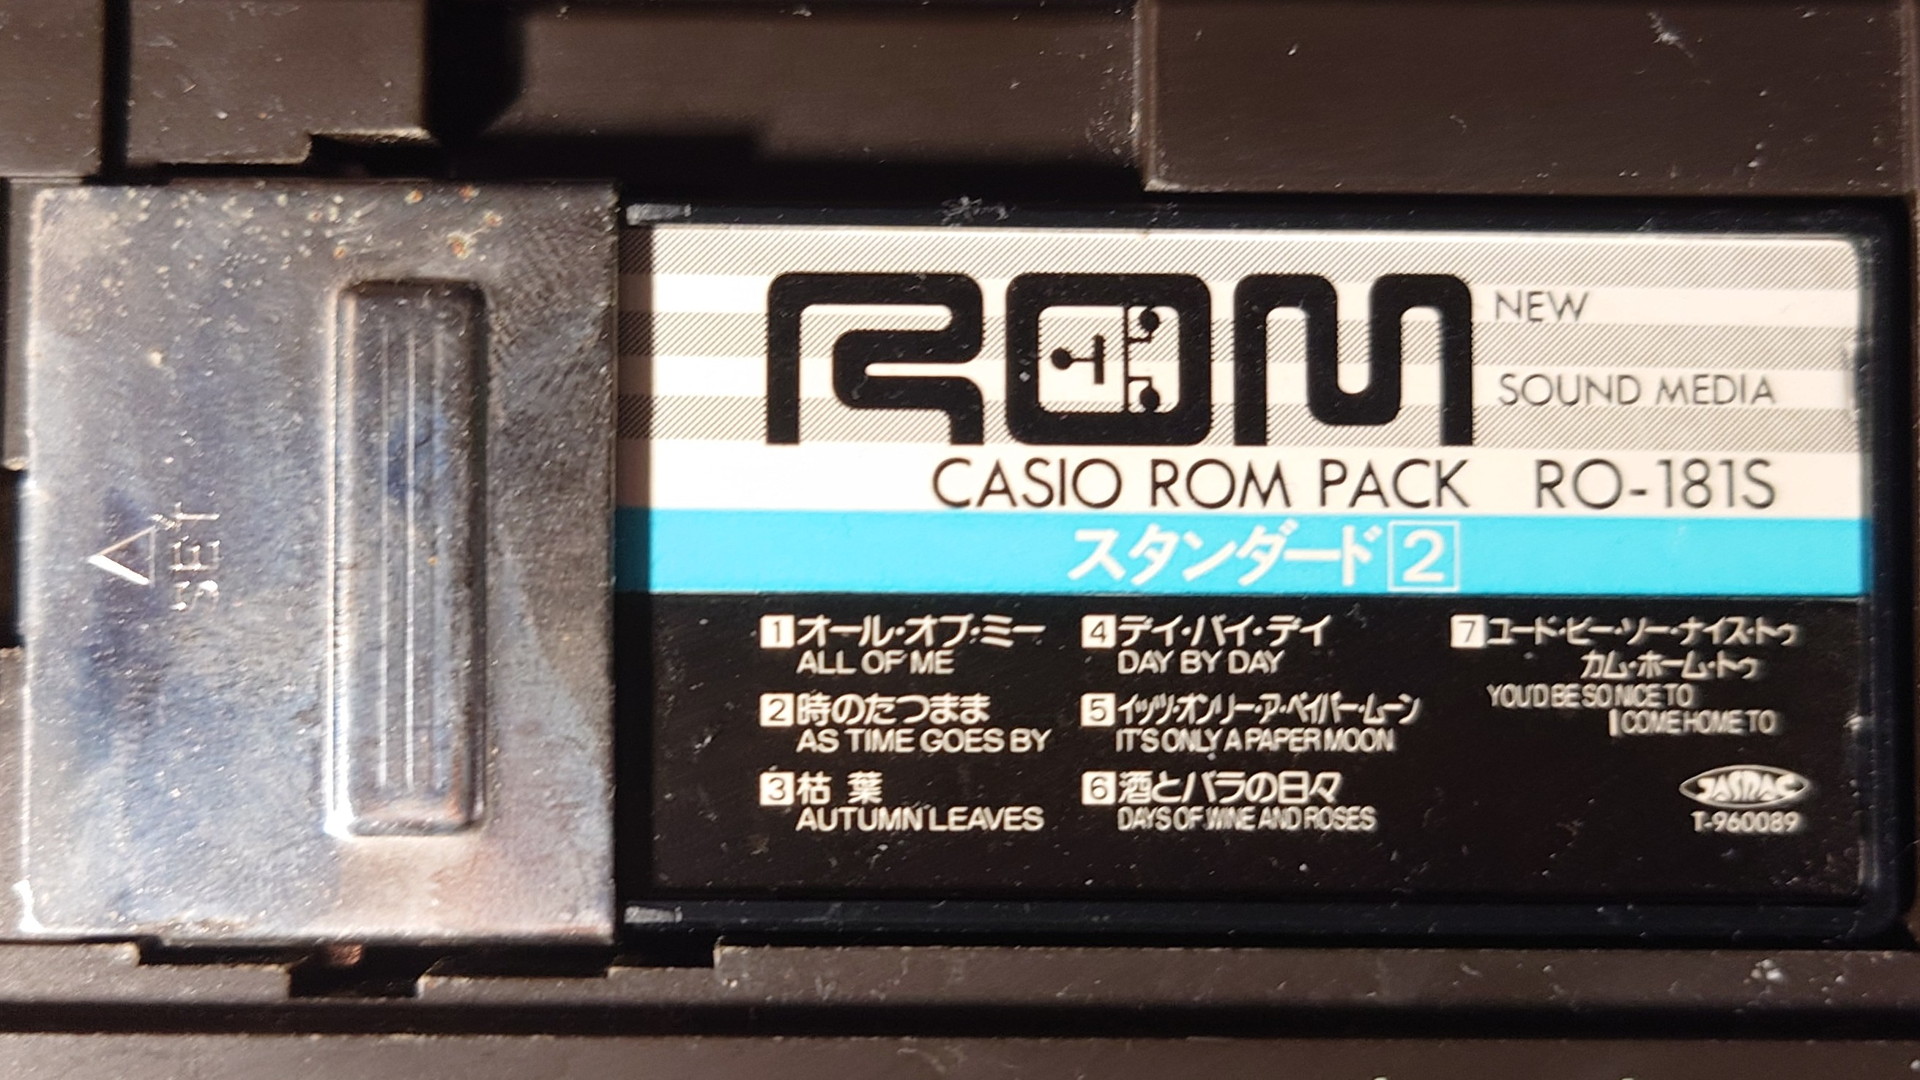 SET
ROM
NEW
SOUND MEDIA
CASIO ROM PACK RO-181S
スタンダード 2
1 オール・オブ・ミー
ALL OF ME
2 時のたつまま
AS TIME GOES BY
3 枯 葉
AUTUMN LEAVES
4 デイ・バイ・デイ
DAY BY DAY
5 イッツ・オンリー・ア・ペイパー・ムーン
IT'S ONLY A PAPER MOON
6 酒とバラの日々
DAYS OF WINE AND ROSES
7 ユード・ビー・ソー・ナイス・トゥ
カム・ホーム・トゥ
YOU'D BE SO NICE TO
COME HOME TO
JASRAC
T-960089